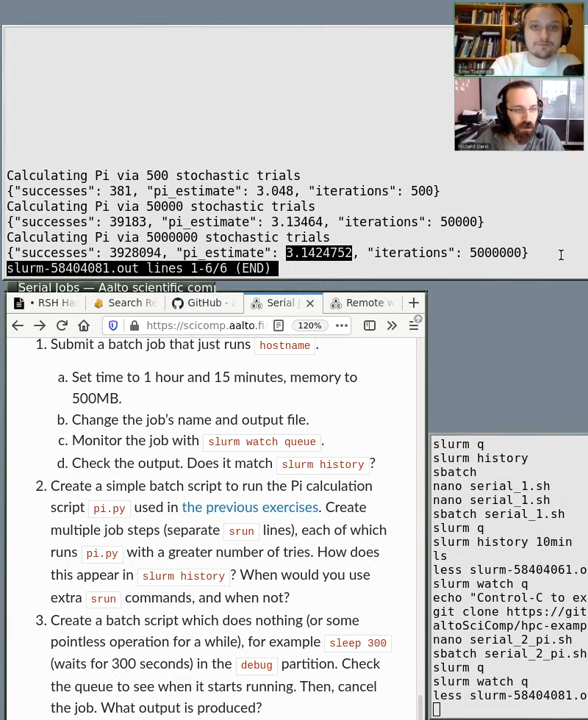 Richard Darst
Calculating Pi via 500 stochastic trials
{"successes": 381, "pi_estimate": 3.048, "iterations": 500}
Calculating Pi via 50000 stochastic trials
{"successes": 39183, "pi_estimate": 3.13464, "iterations": 50000}
Calculating Pi via 5000000 stochastic trials
{"successes": 3928094, "pi_estimate": 3.1424752, "iterations": 5000000}
slurm-58404081.out lines 1-6/6 (END)
Serial Jobs — Aalto scientific com
• RSH Ha
Search Re
GitHub -
Serial J
Remote w
https://scicomp.aalto.fi
120%
1. Submit a batch job that just runs hostname.
a. Set time to 1 hour and 15 minutes, memory to
500MB.
b. Change the job's name and output file.
c. Monitor the job with slurm watch queue.
d. Check the output. Does it match slurm history?
2. Create a simple batch script to run the Pi calculation
script pi.py used in the previous exercises. Create
multiple job steps (separate srun lines), each of which
runs pi.py with a greater number of tries. How does
this appear in slurm history? When would you use
extra srun commands, and when not?
3. Create a batch script which does nothing (or some
pointless operation for a while), for example sleep 300
(waits for 300 seconds) in the debug partition. Check
the queue to see when it starts running. Then, cancel
the job. What output is produced?
slurm q
slurm history
sbatch
nano serial_1.sh
nano serial_1.sh
sbatch serial_1.sh
slurm q
slurm history 10min
ls
less slurm-58404061.o
slurm watch q
echo "Control-C to ex
git clone https://git
altoSciComp/hpc-examp
nano serial_2_pi.sh
sbatch serial_2_pi.sh
slurm q
slurm watch q
less slurm-58404081.o